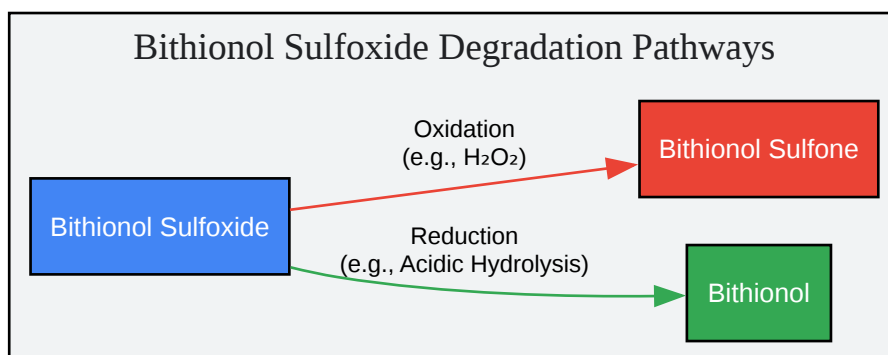 Bithionol Sulfoxide Degradation Pathways
Oxidation
(e.g., H₂O₂)
Bithionol Sulfone
Bithionol Sulfoxide
Reduction
(e.g., Acidic Hydrolysis)
Bithionol